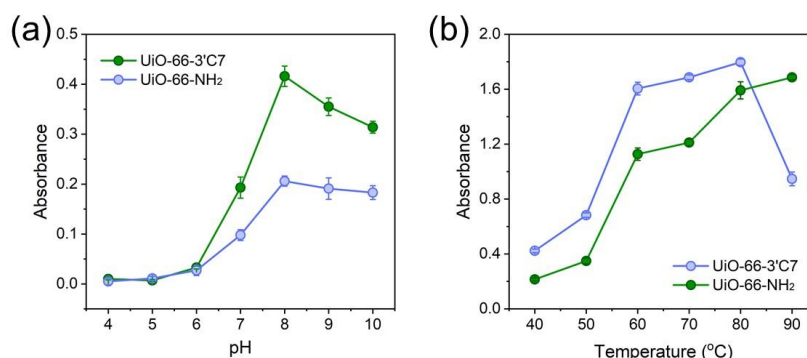 (a)
0.5
0.4
0.3
0.2
0.1
0.0
Absorbance
UiO-66-3'C7
UiO-66-NH2
4 5 6 7 8 9 10
pH
(b)
1.8
1.6
1.2
0.8
0.4
0.0
Absorbance
UiO-66-3'C7
UiO-66-NH2
40 50 60 70 80 90
Temperature (°C)